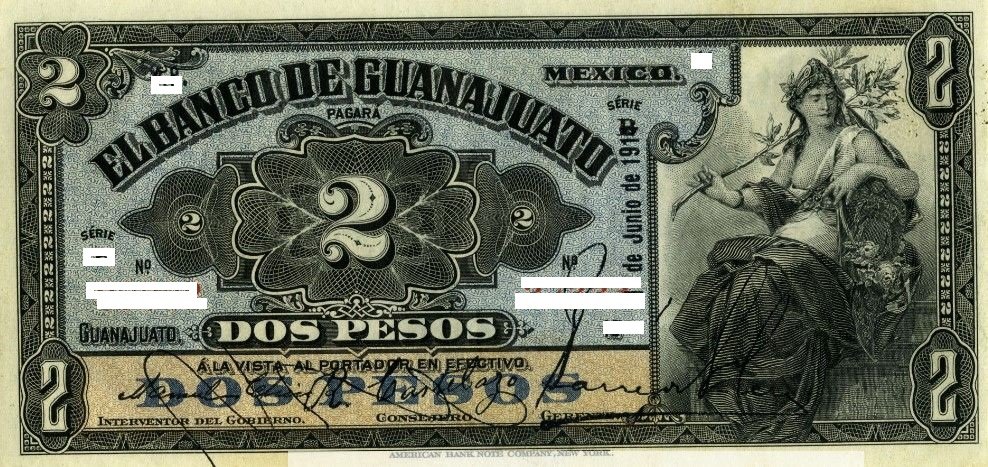 2
2
MEXICO.
EL BANCO DE GUANAJUATO
PAGARÁ
SÉRIE
B
de Junio de 191
2
2
2
SÉRIE
Nº
Nº
GUANAJUATO,
DOS PESOS
Á LA VISTA AL PORTADOR EN EFECTIVO.
DOS PESOS
2
2
INTERVENTOR DEL GOBIERNO.
CONSEJERO
GERENTE
AMERICAN BANK NOTE COMPANY, NEW YORK.